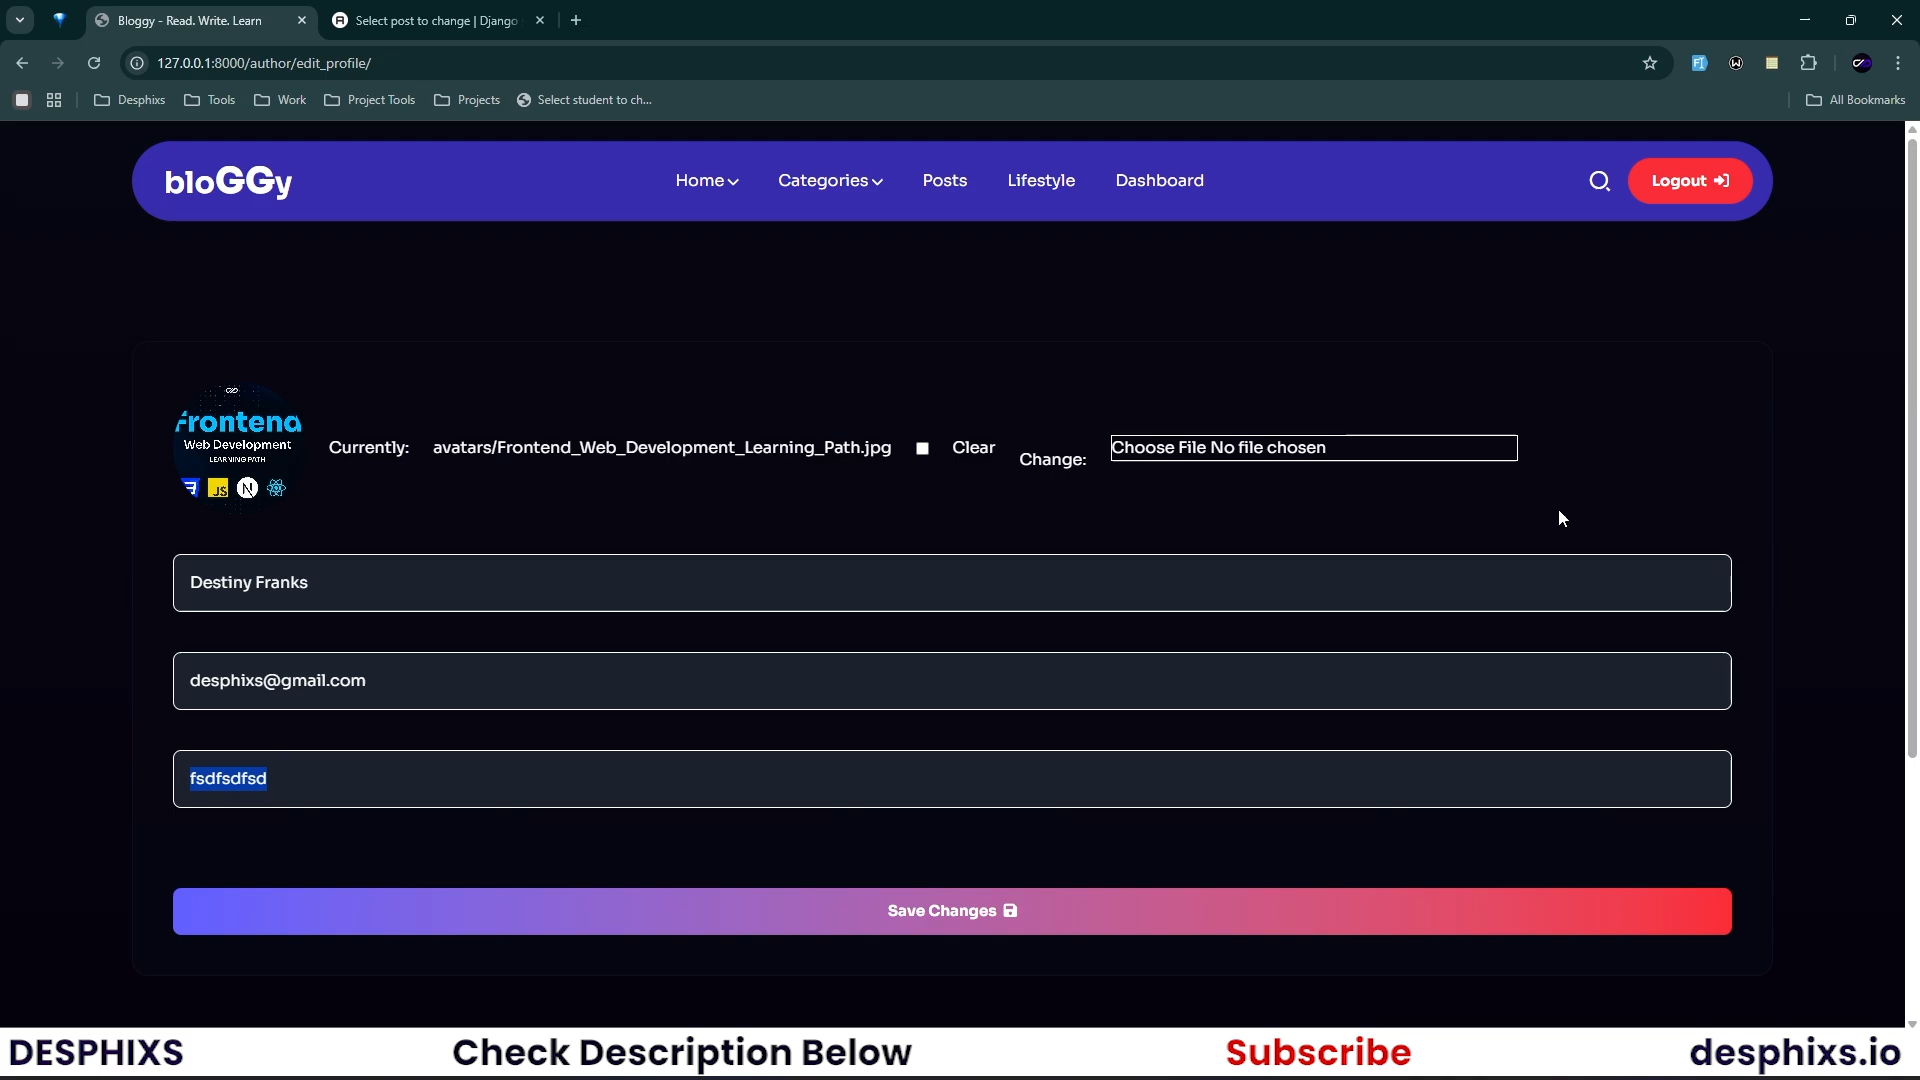 Bloggy - Read. Write. Learn
Select post to change | Django
127.0.0.1:8000/author/edit_profile/
Desphixs
Tools
Work
Project Tools
Projects
Select student to ch...
All Bookmarks
bloGGy
Home
Categories
Posts
Lifestyle
Dashboard
Logout
Frontend
Web Development
LEARNING PATH
JS
N
Currently: avatars/Frontend_Web_Development_Learning_Path.jpg Clear Change: Choose File No file chosen
Destiny Franks
desphixs@gmail.com
fsdfsdfsd
Save Changes
DESPHIXS Check Description Below Subscribe desphixs.io